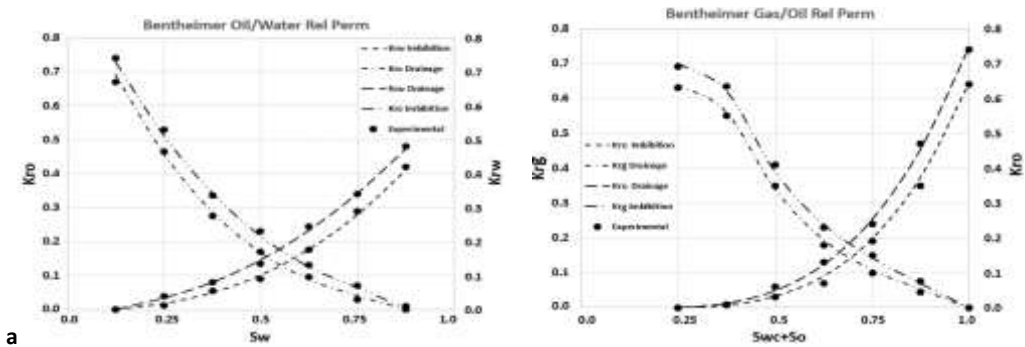 Bentheimer Oil/Water Rel Perm
0.8
0.7
0.6
0.5
0.4
0.3
0.2
0.1
0.0
Kro
0.8
0.7
0.6
0.5
0.4
0.3
0.2
0.1
0.0
Krw
Krw Imbibition
Kro Drainage
Krw Drainage
Kro Imbibition
Experimental
0.0
0.25
0.5
0.75
1.0
Sw
a
Bentheimer Gas/Oil Rel Perm
0.8
0.7
0.6
0.5
0.4
0.3
0.2
0.1
0.0
Krg
0.8
0.7
0.6
0.5
0.4
0.3
0.2
0.1
0.0
Kro
Kro Imbibition
Krg Drainage
Kro Drainage
Krg Imbibition
Experimental
0.0
0.25
0.5
0.75
1.0
Swc+So